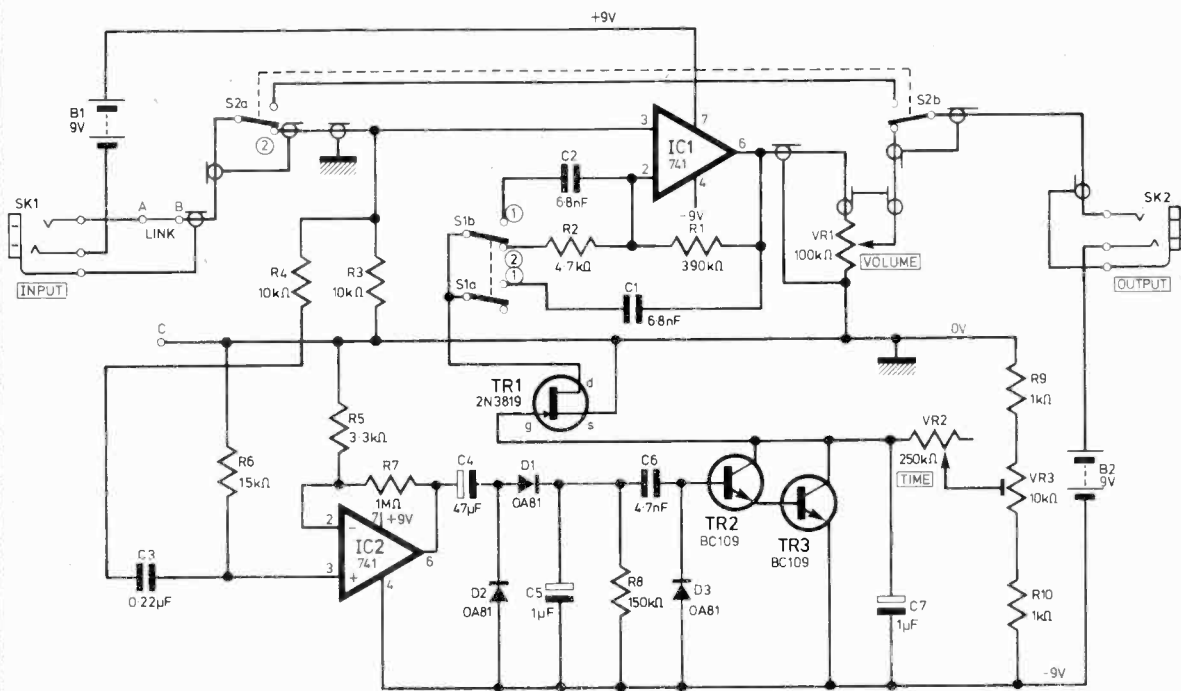 +9V
B1
9V
S2a
②
S2b
3
7
IC1
741
6
2
4
-9V
C2
6·8nF
①
S1b
R2
4.7kΩ
R1
390kΩ
②
①
S1a
C1
6·8nF
VR1
100kΩ
VOLUME
SK1
A
B
LINK
INPUT
SK2
OUTPUT
R4
10kΩ
R3
10kΩ
C
0V
TR1
2N3819
d
g
s
R5
3·3kΩ
R6
15kΩ
R7
1MΩ
C4
47µF
D1
OA81
C6
4·7nF
TR2
BC109
TR3
BC109
VR2
250kΩ
TIME
R9
1kΩ
VR3
10kΩ
B2
9V
2
-
7
+9V
IC2
741
6
3
+
4
C3
0·22µF
D2
OA81
C5
1µF
R8
150kΩ
D3
OA81
C7
1µF
R10
1kΩ
-9V